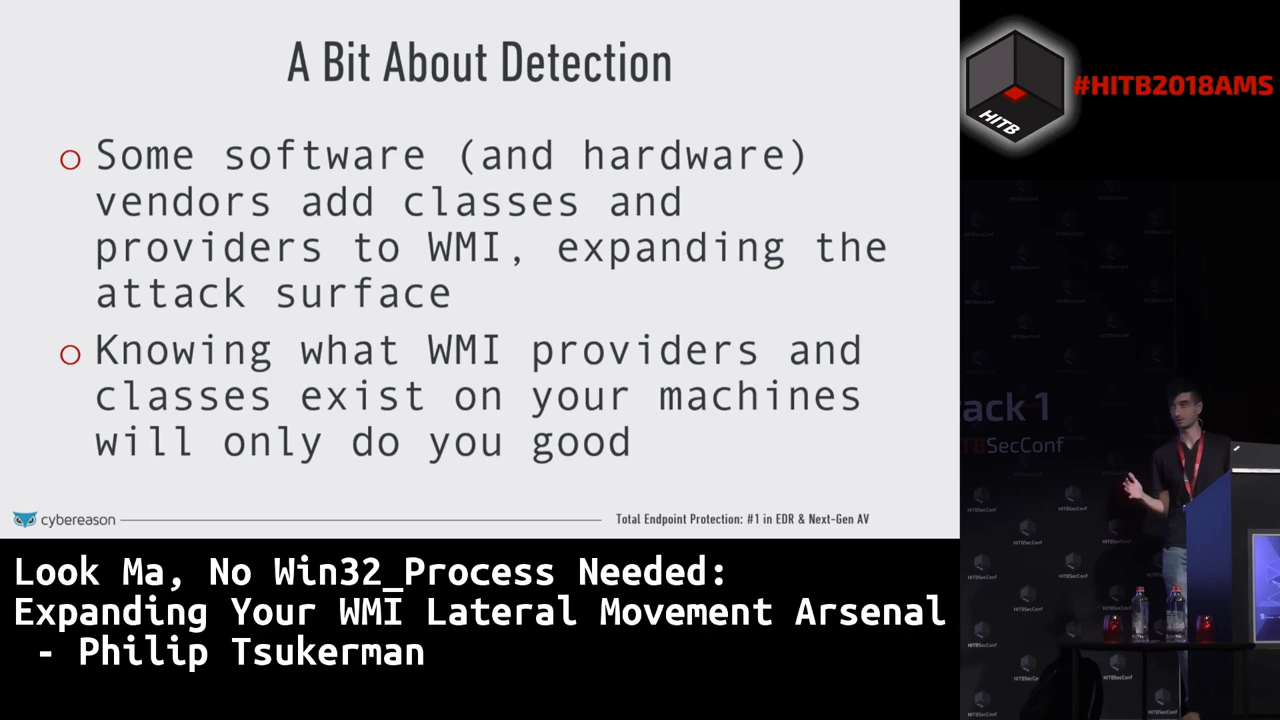 A Bit About Detection
Some software (and hardware)
vendors add classes and
providers to WMI, expanding the
attack surface
Knowing what WMI providers and
classes exist on your machines
will only do you good
cybereason
Total Endpoint Protection: #1 in EDR & Next-Gen AV
Look Ma, No Win32_Process Needed:
Expanding Your WMI Lateral Movement Arsenal
- Philip Tsukerman
HITB
#HITB2018AMS
ack 1
HITBSecConf